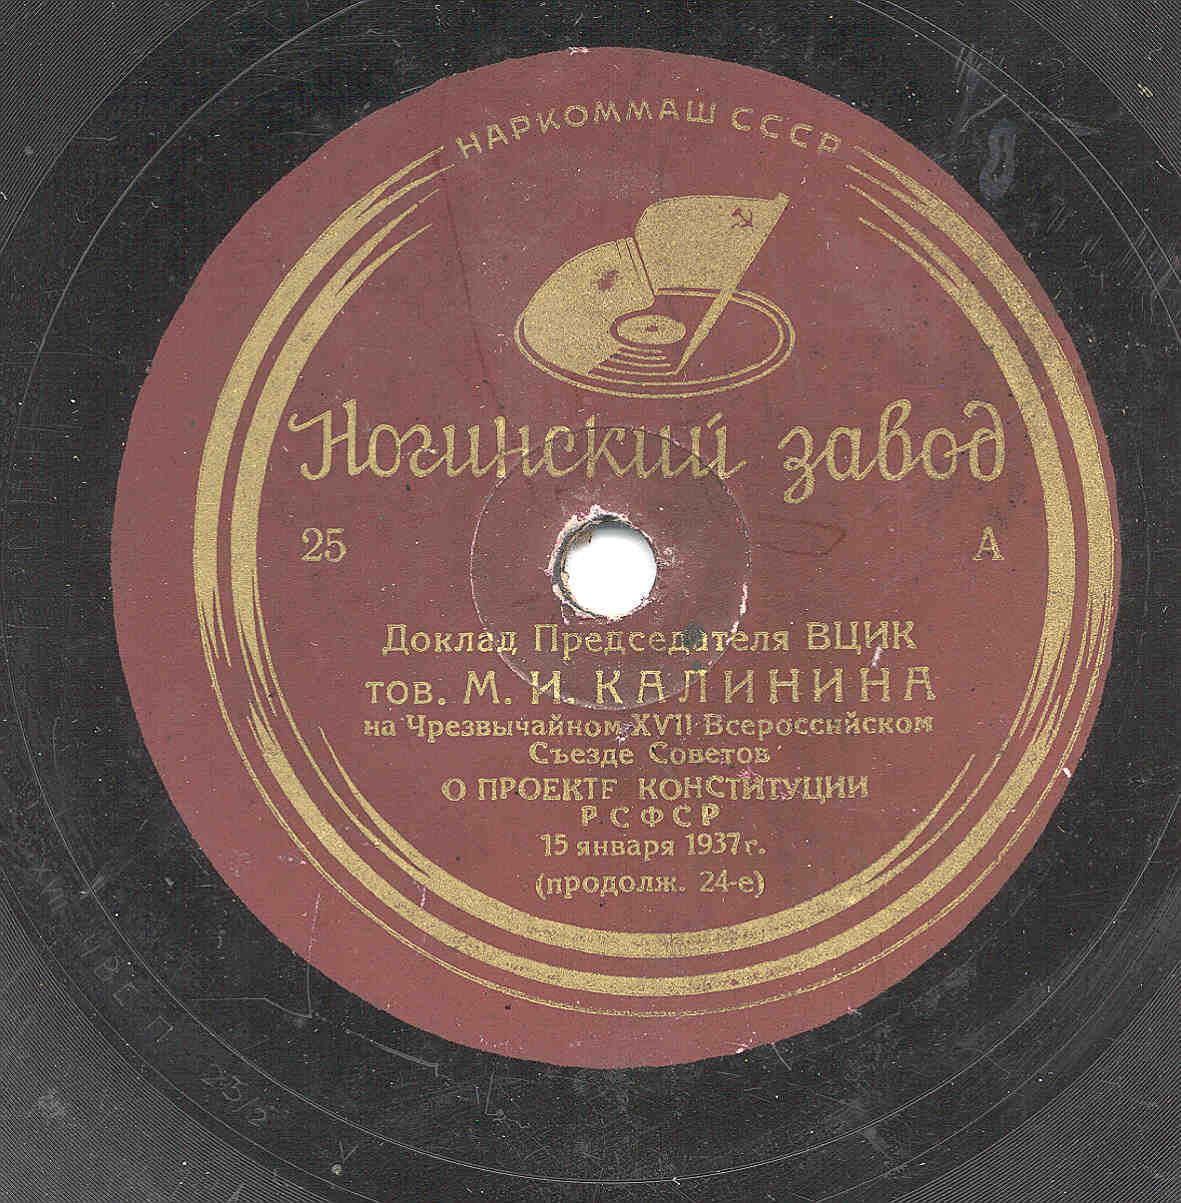 НАРКОММАШ СССР
Ногинский завод
25 А
Доклад Председателя ВЦИК
тов. М. И. КАЛИНИНА
на Чрезвычайном XVII Всероссийском
Съезде Советов
О ПРОЕКТЕ КОНСТИТУЦИИ
РСФСР
15 января 1937 г.
(продолж. 24-е)